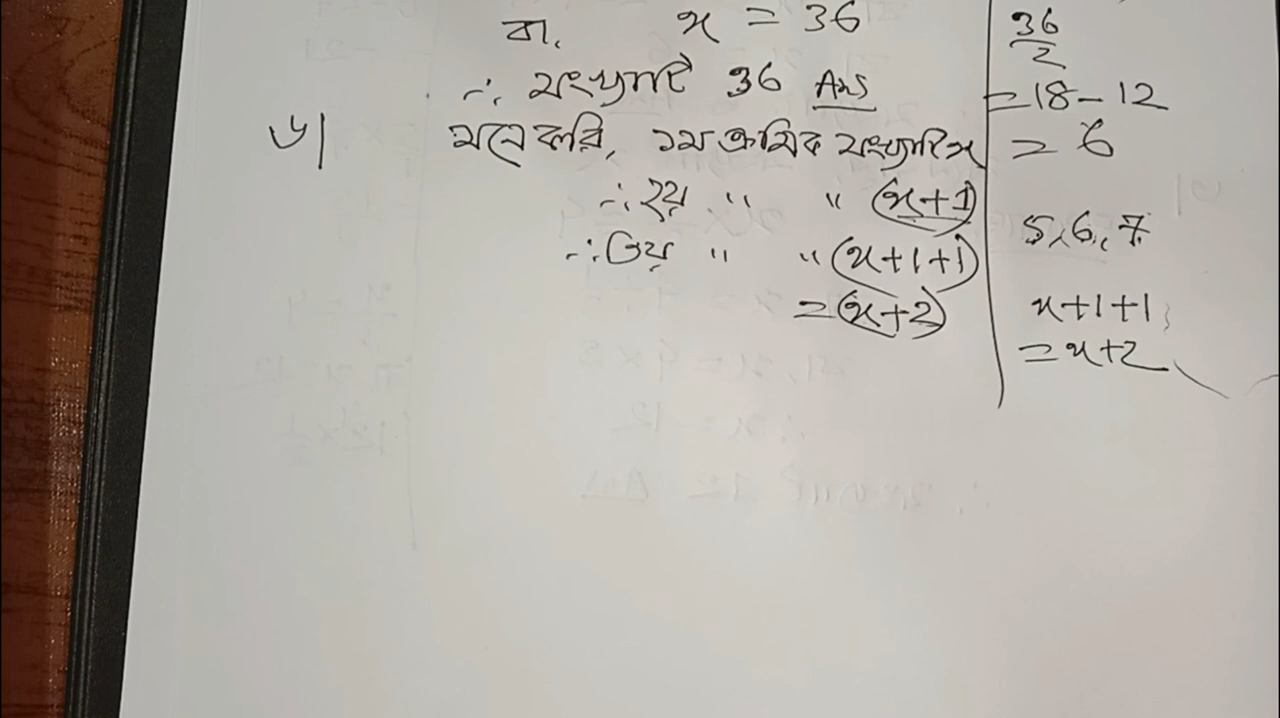 বা, x = 36
∴ সংখ্যাটি 36 Ans
৬| মনে করি, ১ম ক্রমিক সংখ্যাটি x
∴ ২য় " " (x+1)
∴ ৩য় " " (x+1+1)
= (x+2)
36/2
= 18 - 12
= 6
5, 6, 7
x+1+1
= x+2